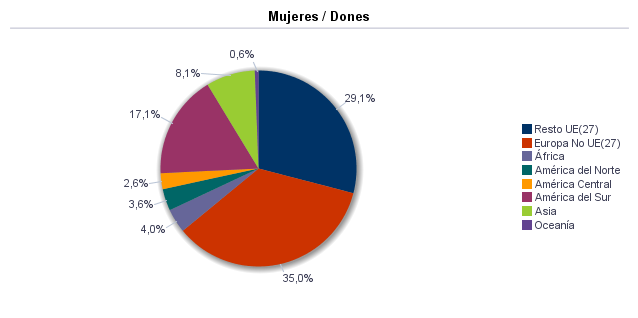 Mujeres / Dones
0,6%
8,1%
29,1%
17,1%
2,6%
3,6%
4,0%
35,0%
Resto UE(27)
Europa No UE(27)
África
América del Norte
América Central
América del Sur
Asia
Oceanía